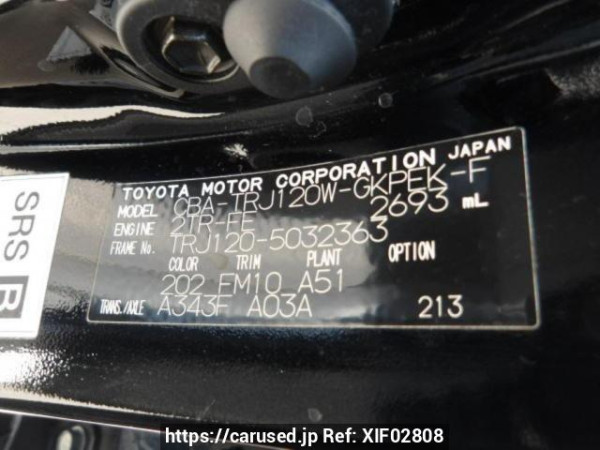 TOYOTA MOTOR CORPORATION JAPAN
MODEL CBA-TRJ120W-GKPEK-F
ENGINE 2TR-FE 2693 mL
FRAME No. TRJ120-5032363
COLOR TRIM PLANT OPTION
202 FM10 A51
TRANS./AXLE A343F A03A 213
SRS R
https://carused.jp Ref: XIF02808